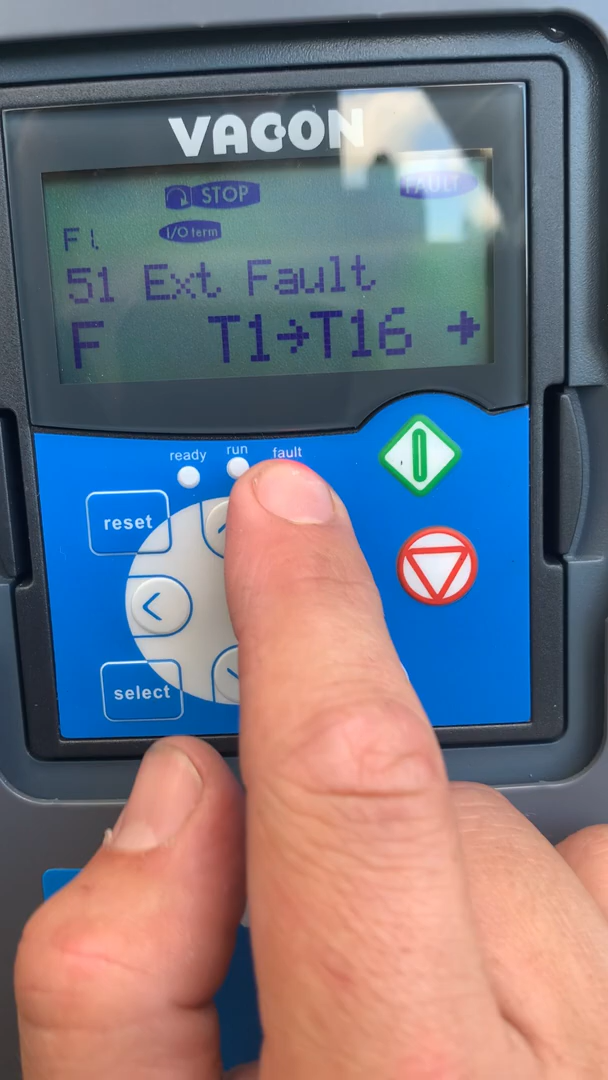 VACON
STOP FAULT
I/O term
51 Ext Fault
F T1→T16 →
ready run fault
reset
select